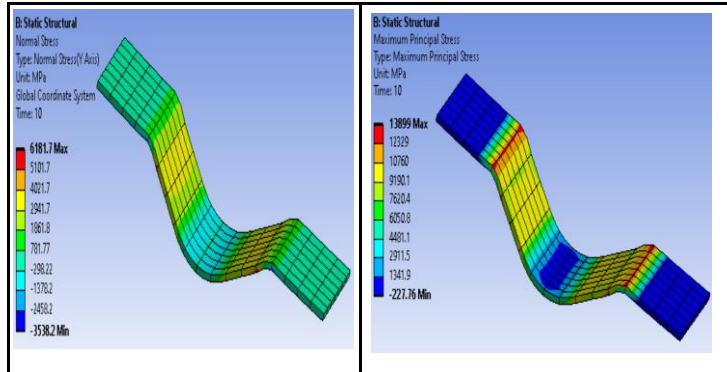 B: Static Structural
Normal Stress
Type: Normal Stress(Y Axis)
Unit: MPa
Global Coordinate System
Time: 10
6181.7 Max
5101.7
4021.7
2941.7
1861.8
781.77
-298.22
-1378.2
-2458.2
-3538.2 Min
B: Static Structural
Maximum Principal Stress
Type: Maximum Principal Stress
Unit: MPa
Time: 10
13899 Max
12329
10760
9190.1
7620.4
6050.8
4481.1
2911.5
1341.9
-227.76 Min